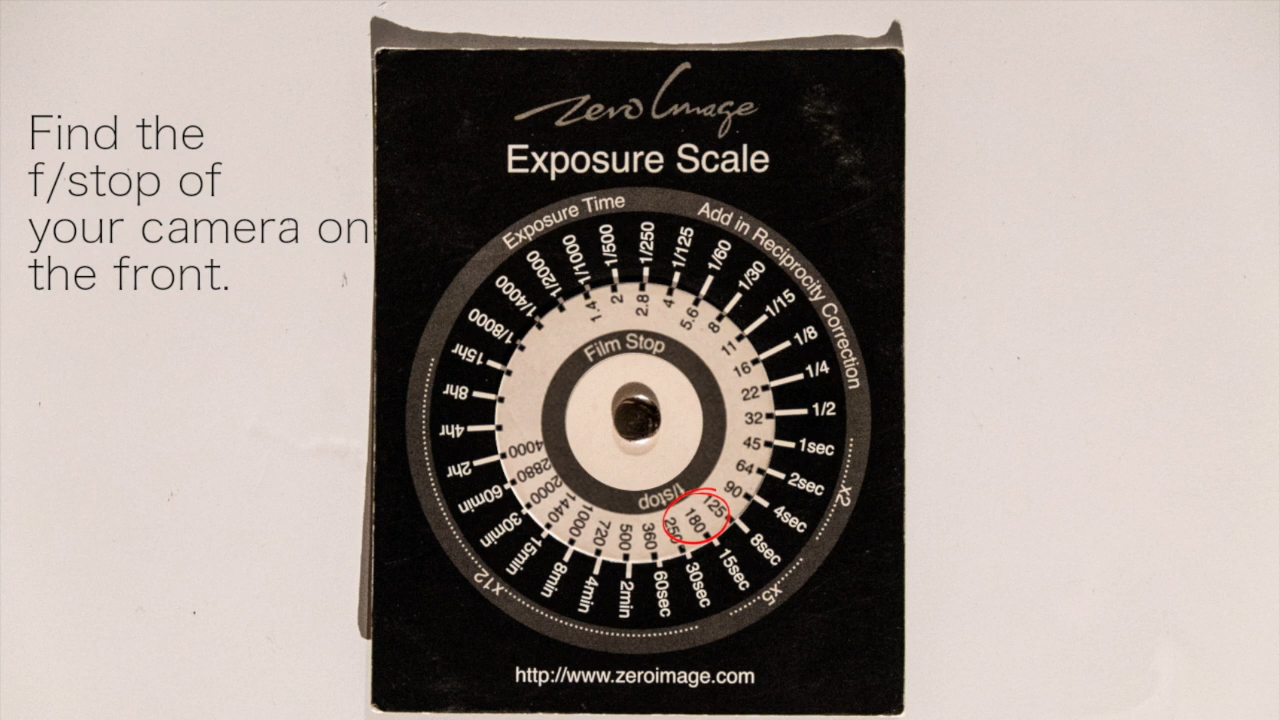 Find the
f/stop of
your camera on
the front.
Zero Image
Exposure Scale
Exposure Time
Add in Reciprocity Correction
1/8000
1/4000
1/2000
1/1000
1/500
1/250
1/125
1/60
1/30
1/15
1/8
1/4
1/2
1sec
2sec
4sec
8sec
15sec
30sec
60sec
2min
4min
8min
15min
30min
60min
2hr
4hr
8hr
15hr
x2
x5
x12
1.4
2
2.8
4
5.6
8
11
16
22
32
45
64
90
125
180
250
360
500
720
1000
1440
2000
2880
4000
Film Stop
f/stop
http://www.zeroimage.com